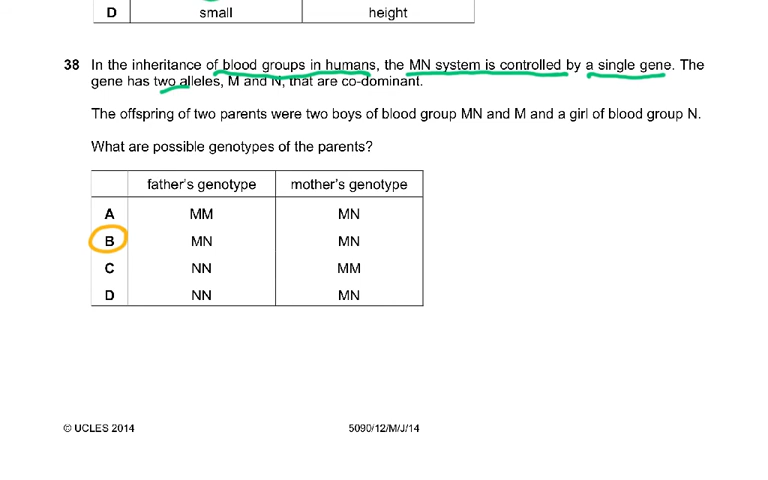 D small height
38 In the inheritance of blood groups in humans, the MN system is controlled by a single gene. The
gene has two alleles, M and N, that are co-dominant.
The offspring of two parents were two boys of blood group MN and M and a girl of blood group N.
What are possible genotypes of the parents?
father's genotype mother's genotype
A MM MN
B MN MN
C NN MM
D NN MN
© UCLES 2014 5090/12/M/J/14